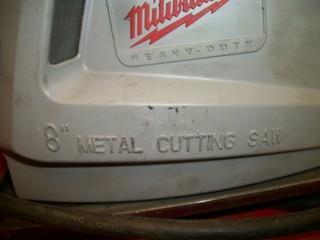 Milwaukee
HEAVY-DUTY
8" METAL CUTTING SAW